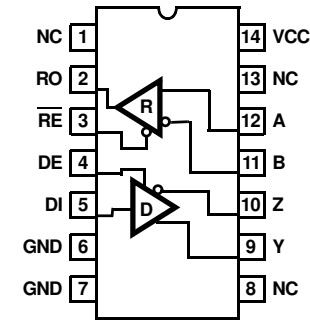 NC 1 14 VCC
RO 2 13 NC
R
RE 3 12 A
DE 4 11 B
DI 5 D 10 Z
GND 6 9 Y
GND 7 8 NC